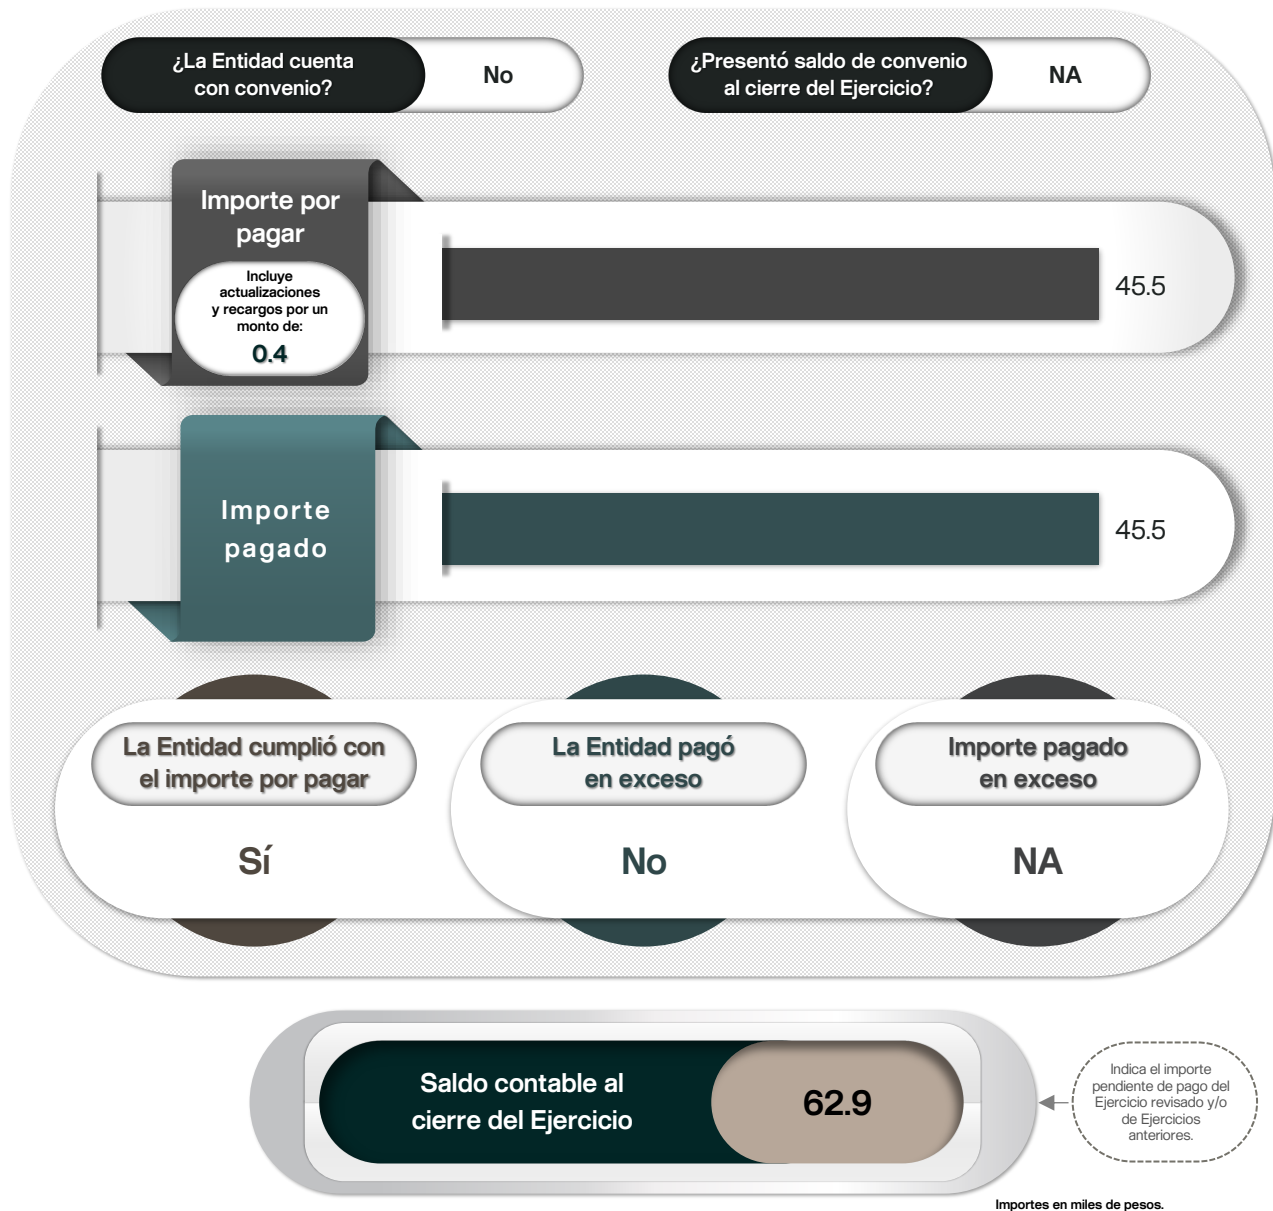 ¿La Entidad cuenta
con convenio?
No
¿Presentó saldo de convenio
al cierre del Ejercicio?
NA
Importe por
pagar
Incluye
actualizaciones
y recargos por un
monto de:
0.4
45.5
Importe
pagado
45.5
La Entidad cumplió con
el importe por pagar
Sí
La Entidad pagó
en exceso
No
Importe pagado
en exceso
NA
Saldo contable al
cierre del Ejercicio
62.9
Indica el importe
pendiente de pago del
Ejercicio revisado y/o
de Ejercicios
anteriores.
Importes en miles de pesos.